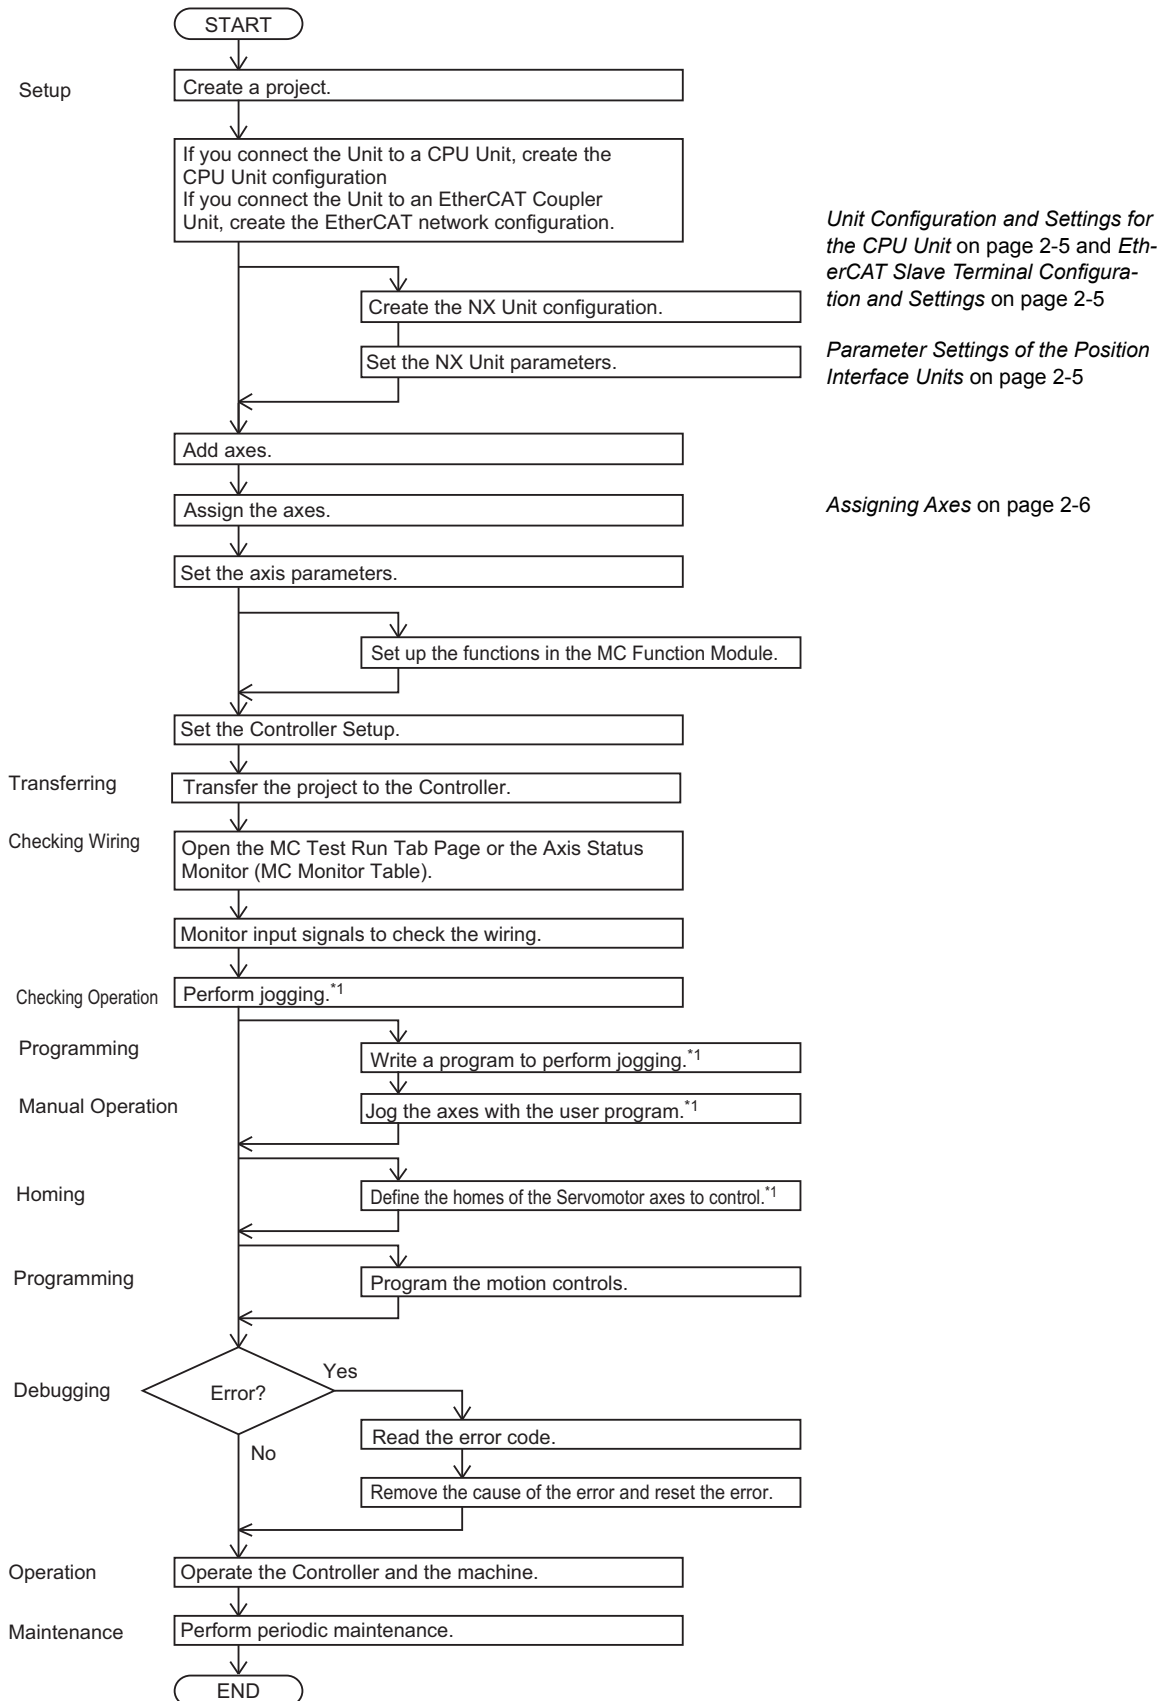 START
Setup
Create a project.
If you connect the Unit to a CPU Unit, create the
CPU Unit configuration
If you connect the Unit to an EtherCAT Coupler
Unit, create the EtherCAT network configuration.
Unit Configuration and Settings for
the CPU Unit on page 2-5 and Eth-
erCAT Slave Terminal Configura-
tion and Settings on page 2-5
Create the NX Unit configuration.
Set the NX Unit parameters.
Parameter Settings of the Position
Interface Units on page 2-5
Add axes.
Assign the axes.
Assigning Axes on page 2-6
Set the axis parameters.
Set up the functions in the MC Function Module.
Set the Controller Setup.
Transferring
Transfer the project to the Controller.
Checking Wiring
Open the MC Test Run Tab Page or the Axis Status
Monitor (MC Monitor Table).
Monitor input signals to check the wiring.
Checking Operation
Perform jogging.*1
Programming
Write a program to perform jogging.*1
Manual Operation
Jog the axes with the user program.*1
Homing
Define the homes of the Servomotor axes to control.*1
Programming
Program the motion controls.
Debugging
Error?
Yes
No
Read the error code.
Remove the cause of the error and reset the error.
Operation
Operate the Controller and the machine.
Maintenance
Perform periodic maintenance.
END